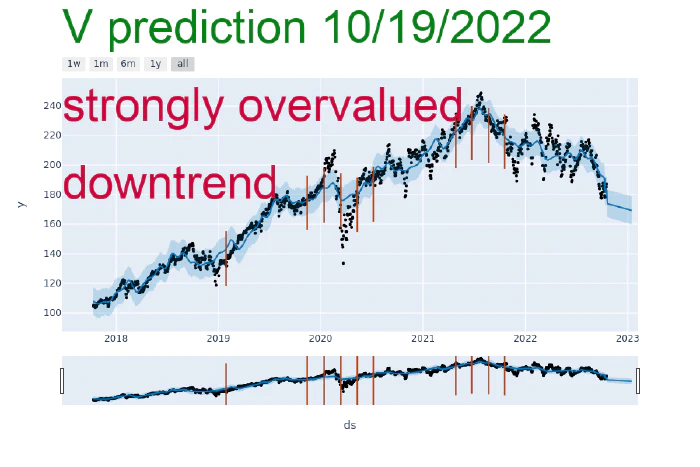 V prediction 10/19/2022
1w 1m 6m 1y all
strongly overvalued
downtrend
240
220
200
180
160
140
120
100
y
2018 2019 2020 2021 2022 2023
ds